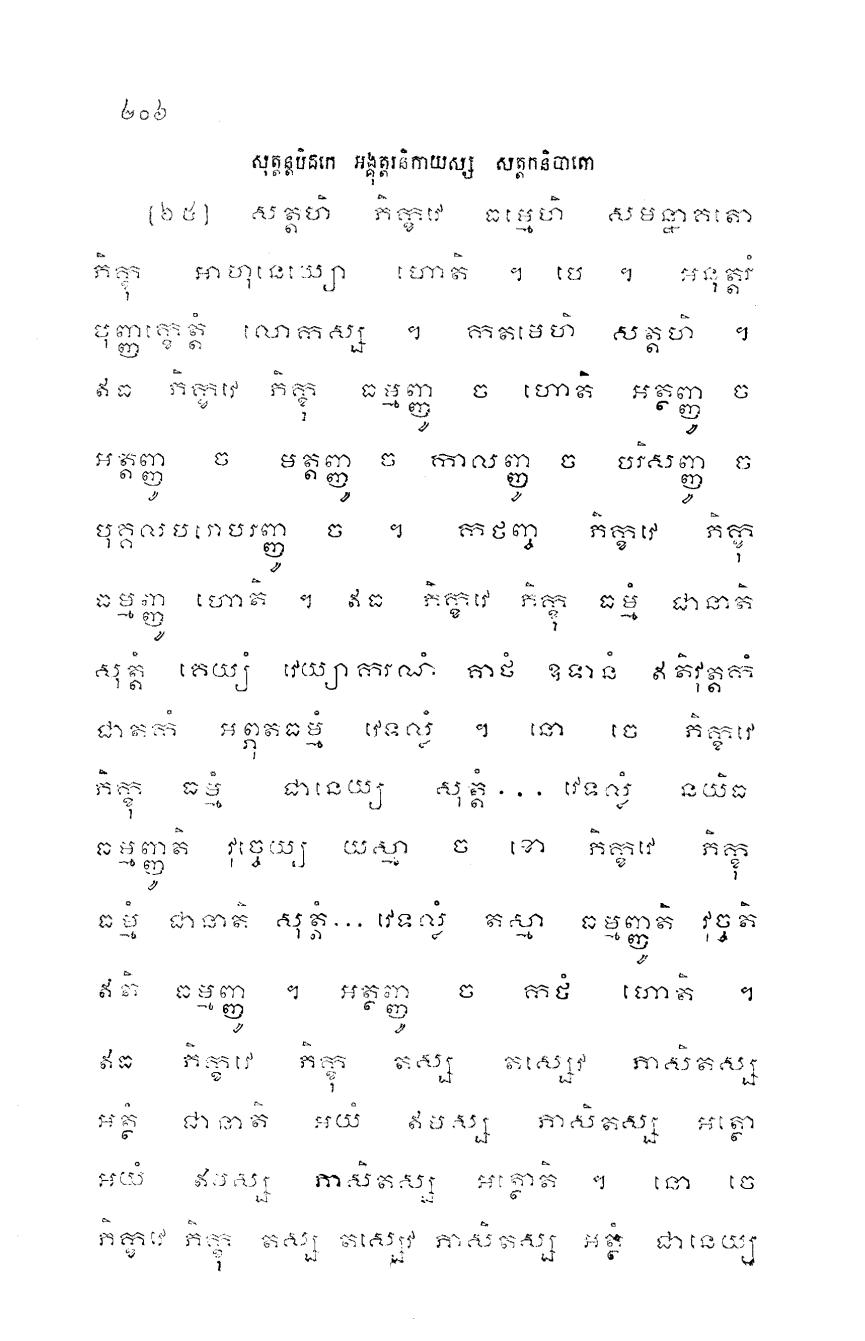 ២០៦
សុត្តន្តបិដកេ អង្គុត្តរនិកាយស្ស សត្តកនិបាតោ
[២៥] សត្តហិ ភិក្ខវេ ធម្មេហិ សមន្នាគតោ
ភិក្ខុ អាហុនេយ្យោ ហោតិ ។ បេ ។ អនុត្តរំ
បុញ្ញក្ខេត្តំ លោកស្ស ។ កតមេហិ សត្តហិ ។
ឥធ ភិក្ខវេ ភិក្ខុ ធម្មញ្ញូ ច ហោតិ អត្ថញ្ញូ ច
អត្តញ្ញូ ច មត្តញ្ញូ ច កាលញ្ញូ ច បរិសញ្ញូ ច
បុគ្គលបរោបរញ្ញូ ច ។ កថញ្ច ភិក្ខវេ ភិក្ខុ
ធម្មញ្ញូ ហោតិ ។ ឥធ ភិក្ខវេ ភិក្ខុ ធម្មំ ជានាតិ
សុត្តំ គេយ្យំ វេយ្យាករណំ គាថំ ឧទានំ ឥតិវុត្តកំ
ជាតកំ អព្ភុតធម្មំ វេទល្លំ ។ នោ ចេ ភិក្ខវេ
ភិក្ខុ ធម្មំ ជានេយ្យ សុត្តំ... វេទល្លំ នយិធ
ធម្មញ្ញូតិ វុច្ចេយ្យ យស្មា ច ខោ ភិក្ខវេ ភិក្ខុ
ធម្មំ ជានាតិ សុត្តំ... វេទល្លំ តស្មា ធម្មញ្ញូតិ វុច្ចតិ
ឥតិ ធម្មញ្ញូ ។ អត្ថញ្ញូ ច កថំ ហោតិ ។
ឥធ ភិក្ខវេ ភិក្ខុ តស្ស តស្សេវ ភាសិតស្ស
អត្ថំ ជានាតិ អយំ ឥមស្ស ភាសិតស្ស អត្ថោ
អយំ ឥមស្ស ភាសិតស្ស អត្ថោតិ ។ នោ ចេ
ភិក្ខវេ ភិក្ខុ តស្ស តស្សេវ ភាសិតស្ស អត្ថំ ជានេយ្យ